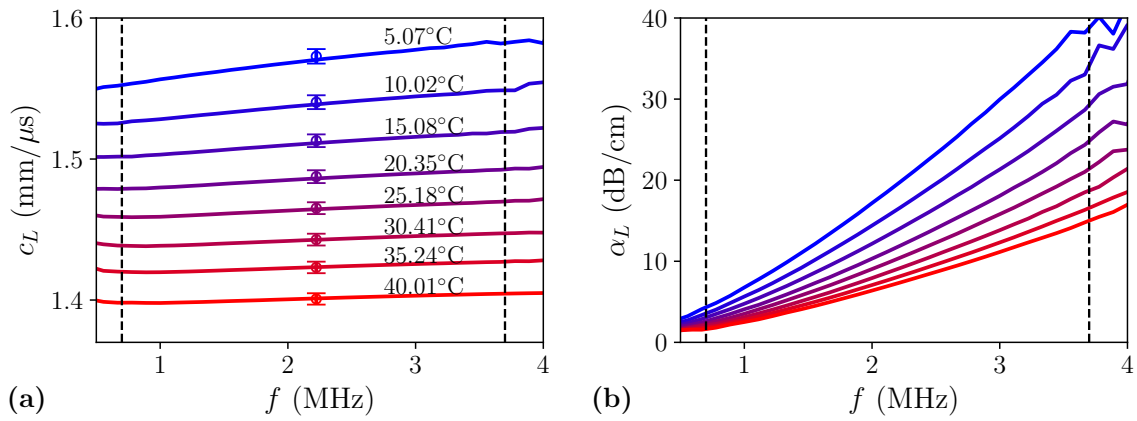 1.6
1.5
1.4
c_L (mm/μs)
5.07°C
10.02°C
15.08°C
20.35°C
25.18°C
30.41°C
35.24°C
40.01°C
1 2 3 4
f (MHz)
(a)
40
30
20
10
0
α_L (dB/cm)
1 2 3 4
f (MHz)
(b)